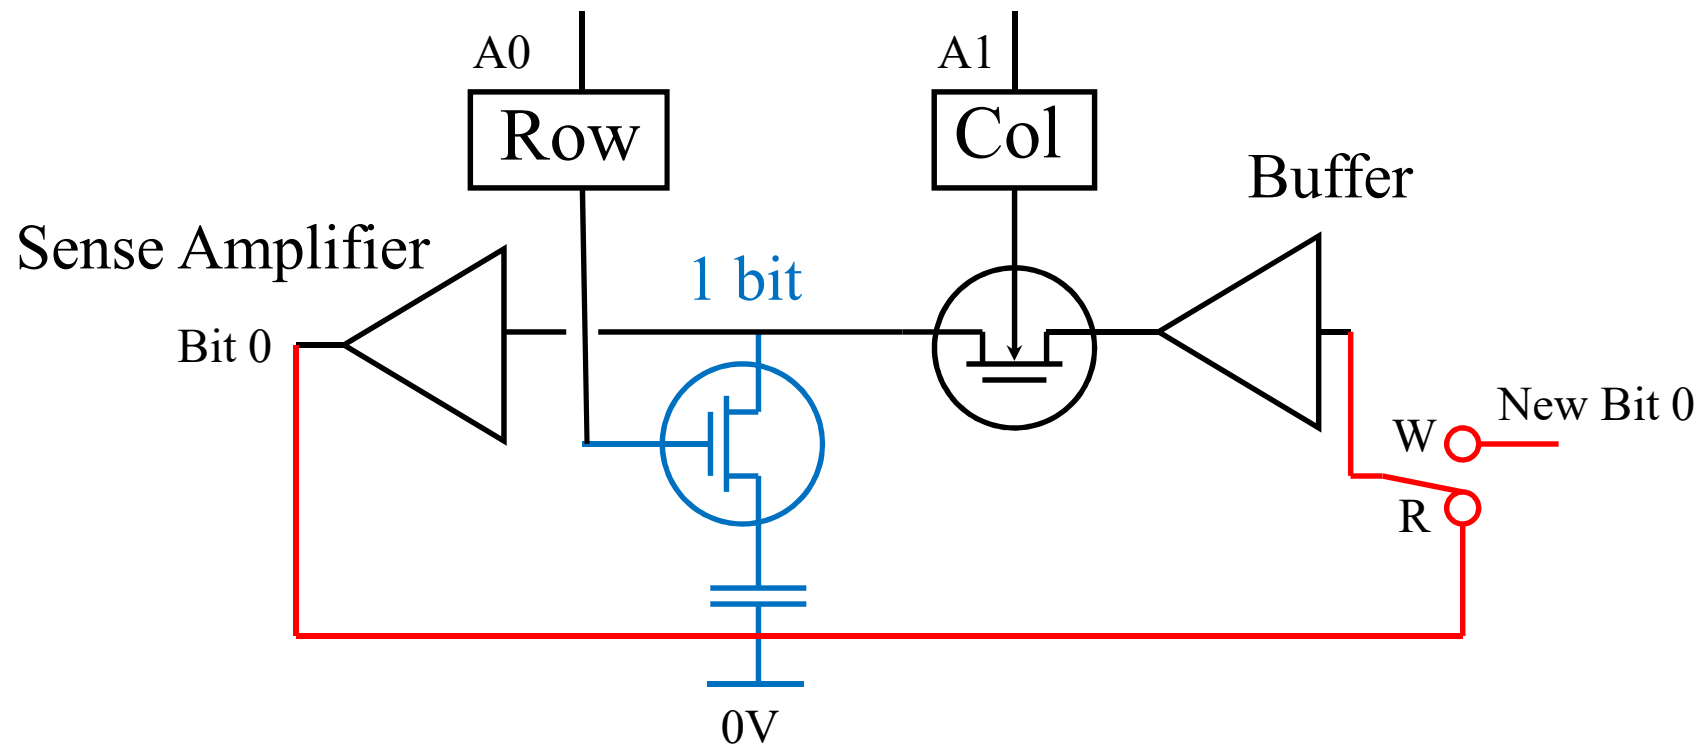 A0
A1
Row
Col
Buffer
Sense Amplifier
1 bit
Bit 0
New Bit 0
W
R
0V